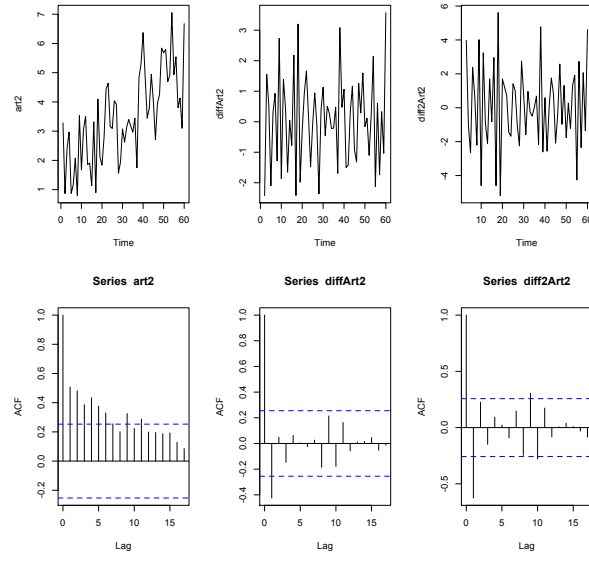 art2
1 2 3 4 5 6 7
0 10 20 30 40 50 60
Time
diffArt2
-2 -1 0 1 2 3
0 10 20 30 40 50 60
Time
diff2Art2
-4 -2 0 2 4 6
10 20 30 40 50 60
Time
Series art2
ACF
-0.2 0.0 0.2 0.4 0.6 0.8 1.0
0 5 10 15
Lag
Series diffArt2
ACF
-0.4 -0.2 0.0 0.2 0.4 0.6 0.8 1.0
0 5 10 15
Lag
Series diff2Art2
ACF
-0.5 0.0 0.5 1.0
0 5 10 15
Lag